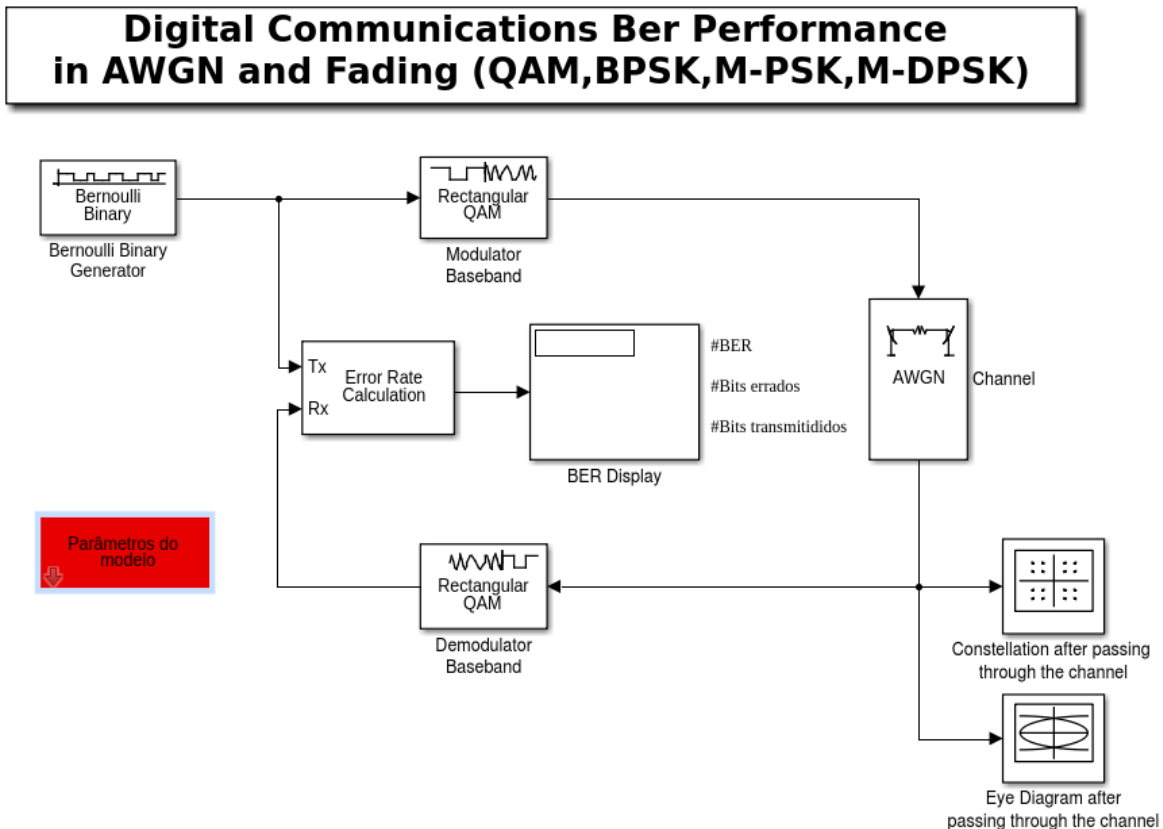 Digital Communications Ber Performance
in AWGN and Fading (QAM,BPSK,M-PSK,M-DPSK)
Bernoulli
Binary
Bernoulli Binary
Generator
Rectangular
QAM
Modulator
Baseband
AWGN
Channel
Tx
Rx
Error Rate
Calculation
#BER
#Bits errados
#Bits transmitididos
BER Display
Parâmetros do
modelo
Rectangular
QAM
Demodulator
Baseband
Constellation after passing
through the channel
Eye Diagram after
passing through the channel